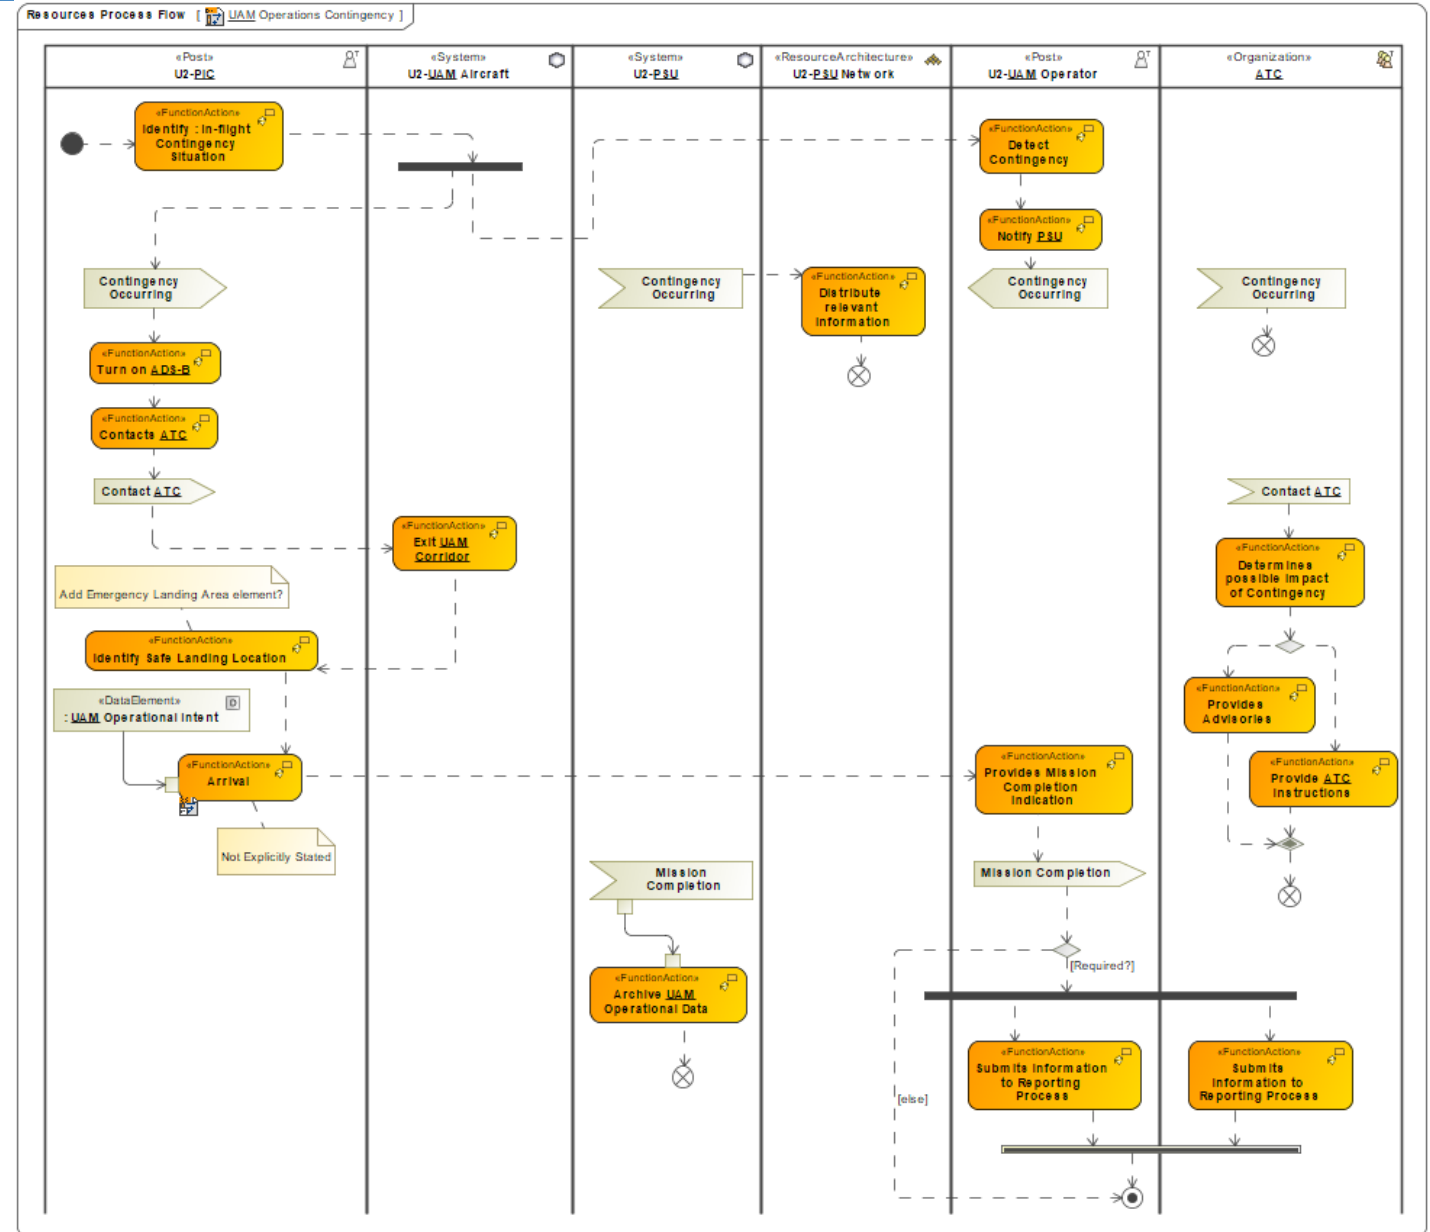 Resources Process Flow [ UAM Operations Contingency ]
«Post»
U2-PIC
«System»
U2-UAM Aircraft
«System»
U2-PSU
«ResourceArchitecture»
U2-PSU Network
«Post»
U2-UAM Operator
«Organization»
ATC
«FunctionAction»
Identify : In-flight
Contingency
Situation
«FunctionAction»
Detect
Contingency
«FunctionAction»
Notify PSU
Contingency
Occurring
Contingency
Occurring
«FunctionAction»
Distribute
relevant
Information
Contingency
Occurring
Contingency
Occurring
«FunctionAction»
Turn on ADS-B
«FunctionAction»
Contacts ATC
Contact ATC
Contact ATC
«FunctionAction»
Exit UAM
Corridor
«FunctionAction»
Determines
possible impact
of Contingency
Add Emergency Landing Area element?
«FunctionAction»
Identify Safe Landing Location
«DataElement»
: UAM Operational Intent
D
«FunctionAction»
Provides
Advisories
«FunctionAction»
Arrival
«FunctionAction»
Provides Mission
Completion
Indication
«FunctionAction»
Provide ATC
Instructions
Not Explicitly Stated
Mission
Completion
Mission Completion
[Required?]
«FunctionAction»
Archive UAM
Operational Data
«FunctionAction»
Submits Information
to Reporting
Process
«FunctionAction»
Submits
Information to
Reporting Process
[else]